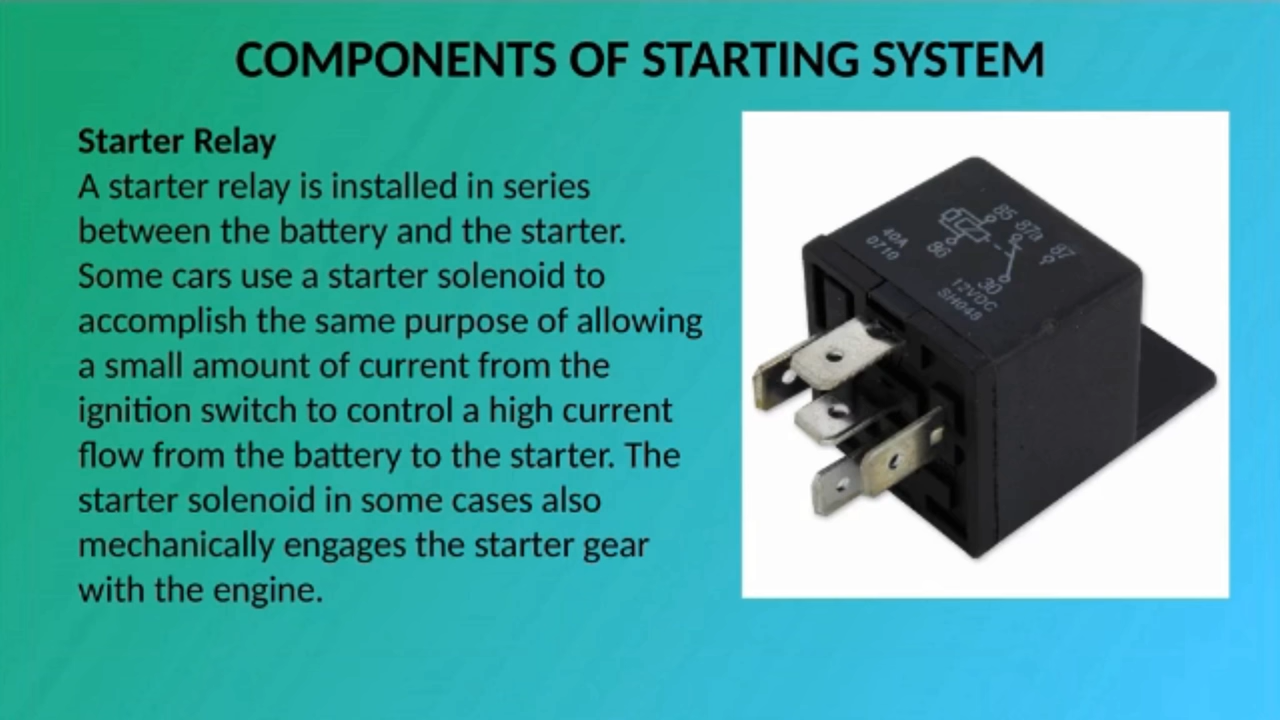 COMPONENTS OF STARTING SYSTEM
Starter Relay
A starter relay is installed in series
between the battery and the starter.
Some cars use a starter solenoid to
accomplish the same purpose of allowing
a small amount of current from the
ignition switch to control a high current
flow from the battery to the starter. The
starter solenoid in some cases also
mechanically engages the starter gear
with the engine.
85 87a 87
86
30
40A
0710
12VDC
SH048